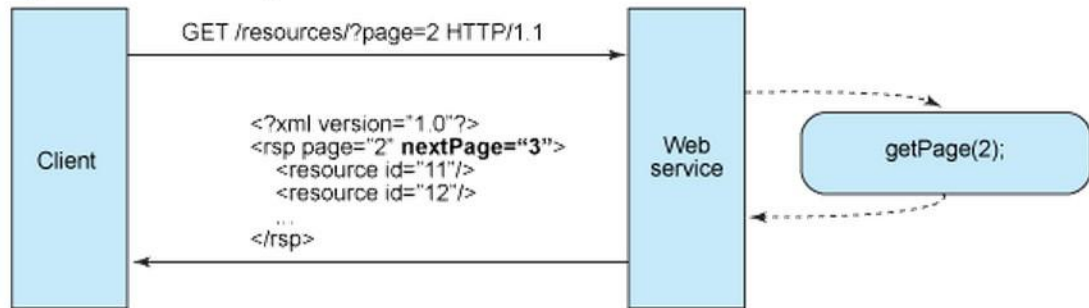 GET /resources/?page=2 HTTP/1.1
Client
<?xml version="1.0"?>
<rsp page="2" nextPage="3">
<resource id="11"/>
<resource id="12"/>
...
</rsp>
Web
service
getPage(2);